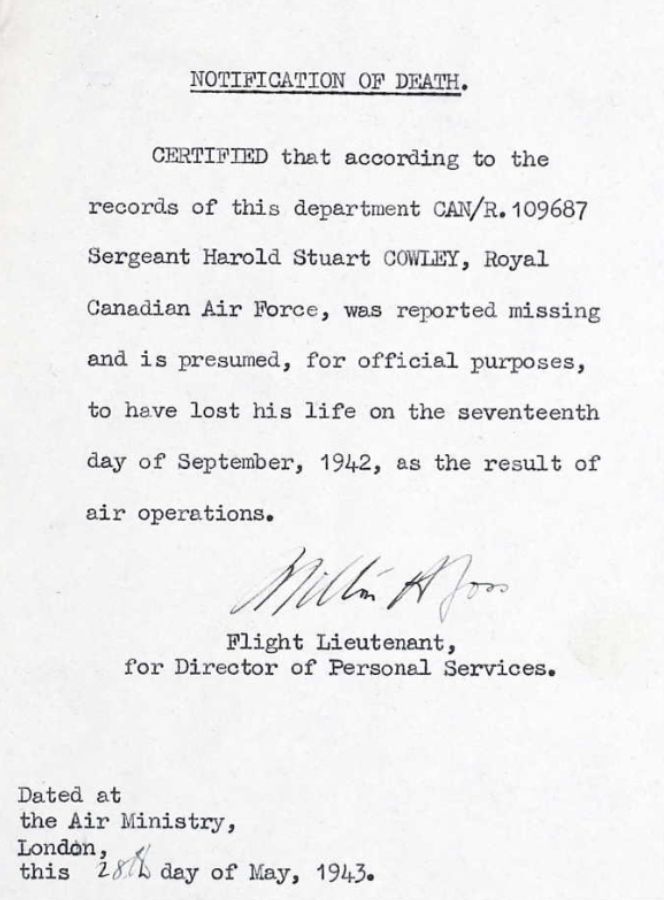 NOTIFICATION OF DEATH.
CERTIFIED that according to the
records of this department CAN/R.109687
Sergeant Harold Stuart COWLEY, Royal
Canadian Air Force, was reported missing
and is presumed, for official purposes,
to have lost his life on the seventeenth
day of September, 1942, as the result of
air operations.
Flight Lieutenant,
for Director of Personal Services.
Dated at
the Air Ministry,
London,
this 28th day of May, 1943.